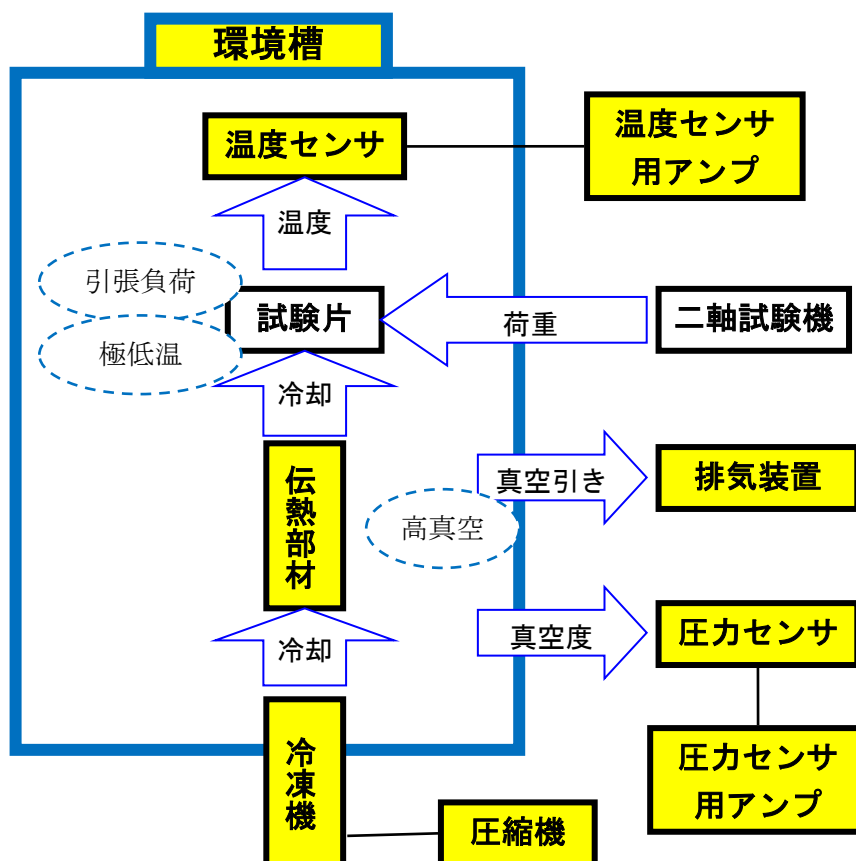 環境槽
温度センサ
温度センサ
用アンプ
温度
引張負荷
試験片
荷重
二軸試験機
極低温
冷却
伝熱部材
真空引き
排気装置
高真空
冷却
真空度
圧力センサ
冷凍機
圧力センサ
用アンプ
圧縮機